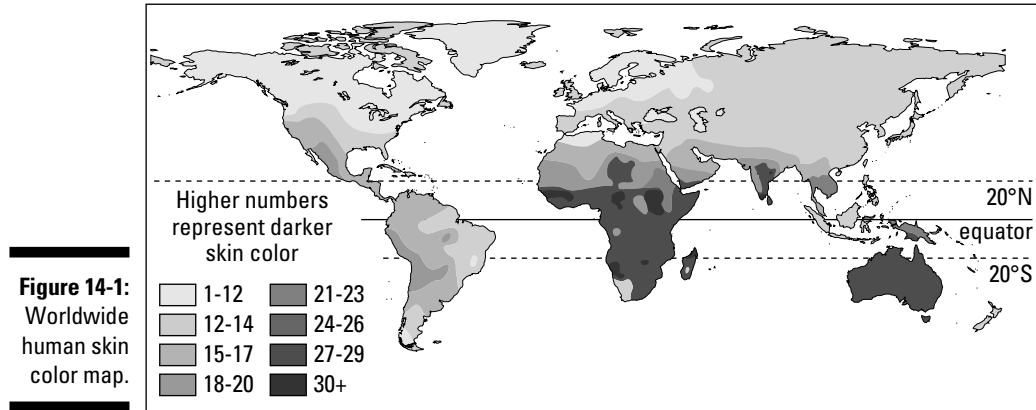 Figure 14-1:
Worldwide
human skin
color map.
Higher numbers
represent darker
skin color
1-12
12-14
15-17
18-20
21-23
24-26
27-29
30+
20°N
equator
20°S